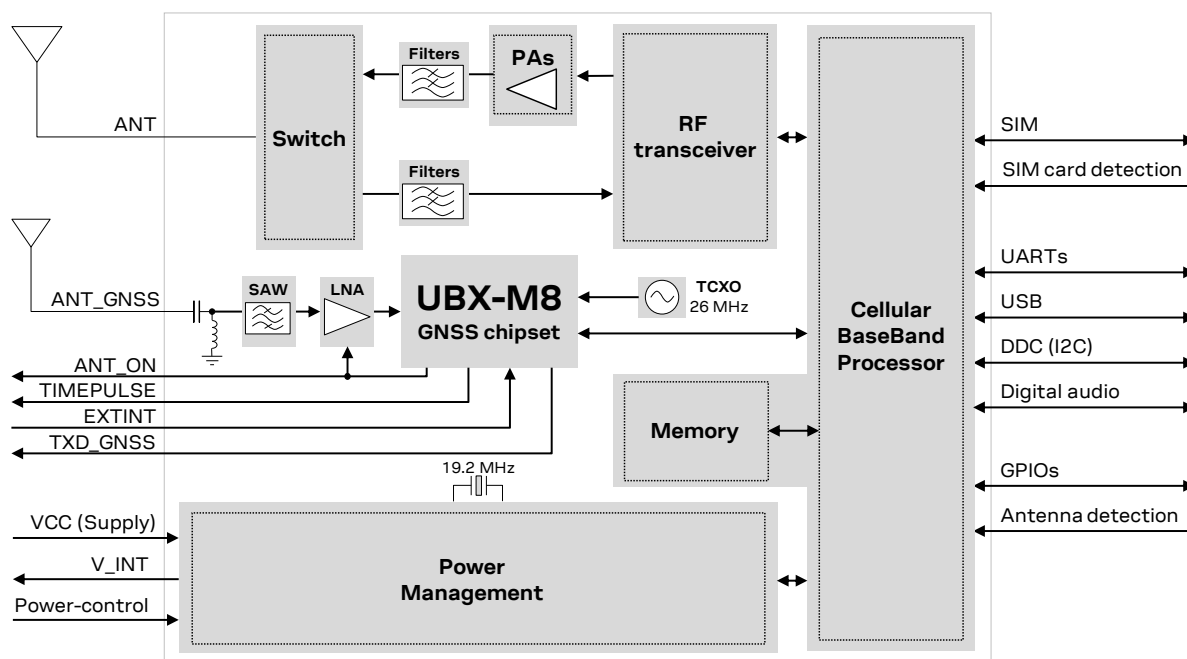 Filters
PAs
ANT
Switch
RF
transceiver
Filters
SIM
SIM card detection
ANT_GNSS
SAW
LNA
UBX-M8
GNSS chipset
TCXO
26 MHz
Cellular
BaseBand
Processor
UARTs
USB
DDC (I2C)
Digital audio
ANT_ON
TIMEPULSE
EXTINT
TXD_GNSS
Memory
19.2 MHz
GPIOs
Antenna detection
VCC (Supply)
V_INT
Power-control
Power
Management